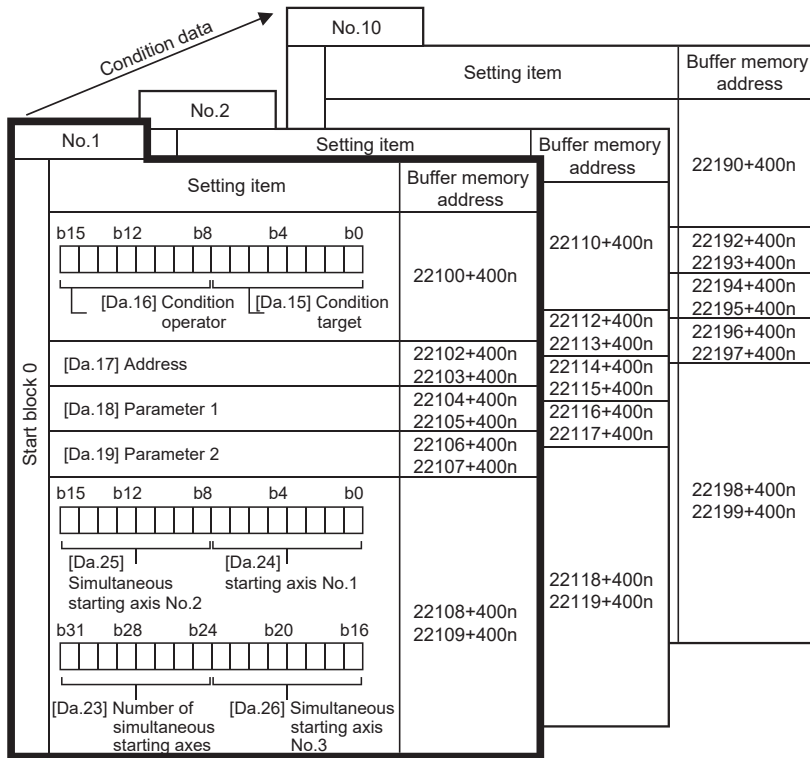 Condition data
No.10
Setting item
Buffer memory
address
22190+400n
22192+400n
22193+400n
22194+400n
22195+400n
22196+400n
22197+400n
22198+400n
22199+400n
No.2
Setting item
Buffer memory
address
22110+400n
22112+400n
22113+400n
22114+400n
22115+400n
22116+400n
22117+400n
22118+400n
22119+400n
No.1
Start block 0
Setting item
Buffer memory
address
b15 b12 b8 b4 b0
[Da.16] Condition
operator
[Da.15] Condition
target
22100+400n
[Da.17] Address
22102+400n
22103+400n
[Da.18] Parameter 1
22104+400n
22105+400n
[Da.19] Parameter 2
22106+400n
22107+400n
b15 b12 b8 b4 b0
[Da.25]
Simultaneous
starting axis No.2
[Da.24]
starting axis No.1
b31 b28 b24 b20 b16
[Da.23] Number of
simultaneous
starting axes
[Da.26] Simultaneous
starting axis
No.3
22108+400n
22109+400n